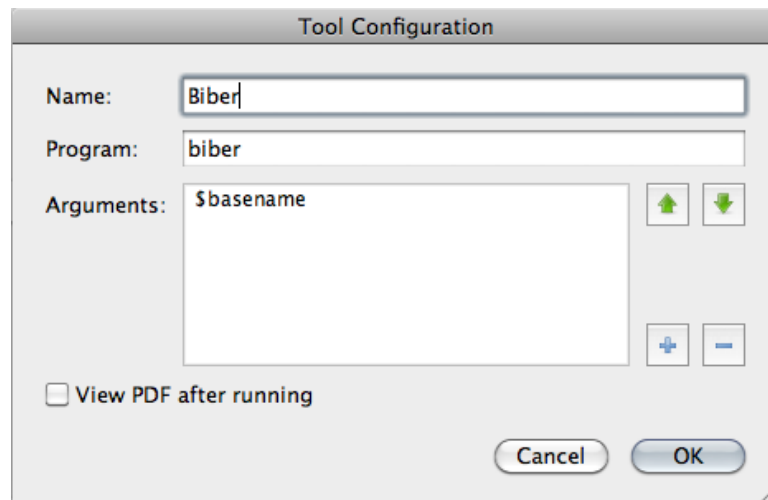 Tool Configuration
Name: Biber
Program: biber
Arguments: $basename
View PDF after running
Cancel OK